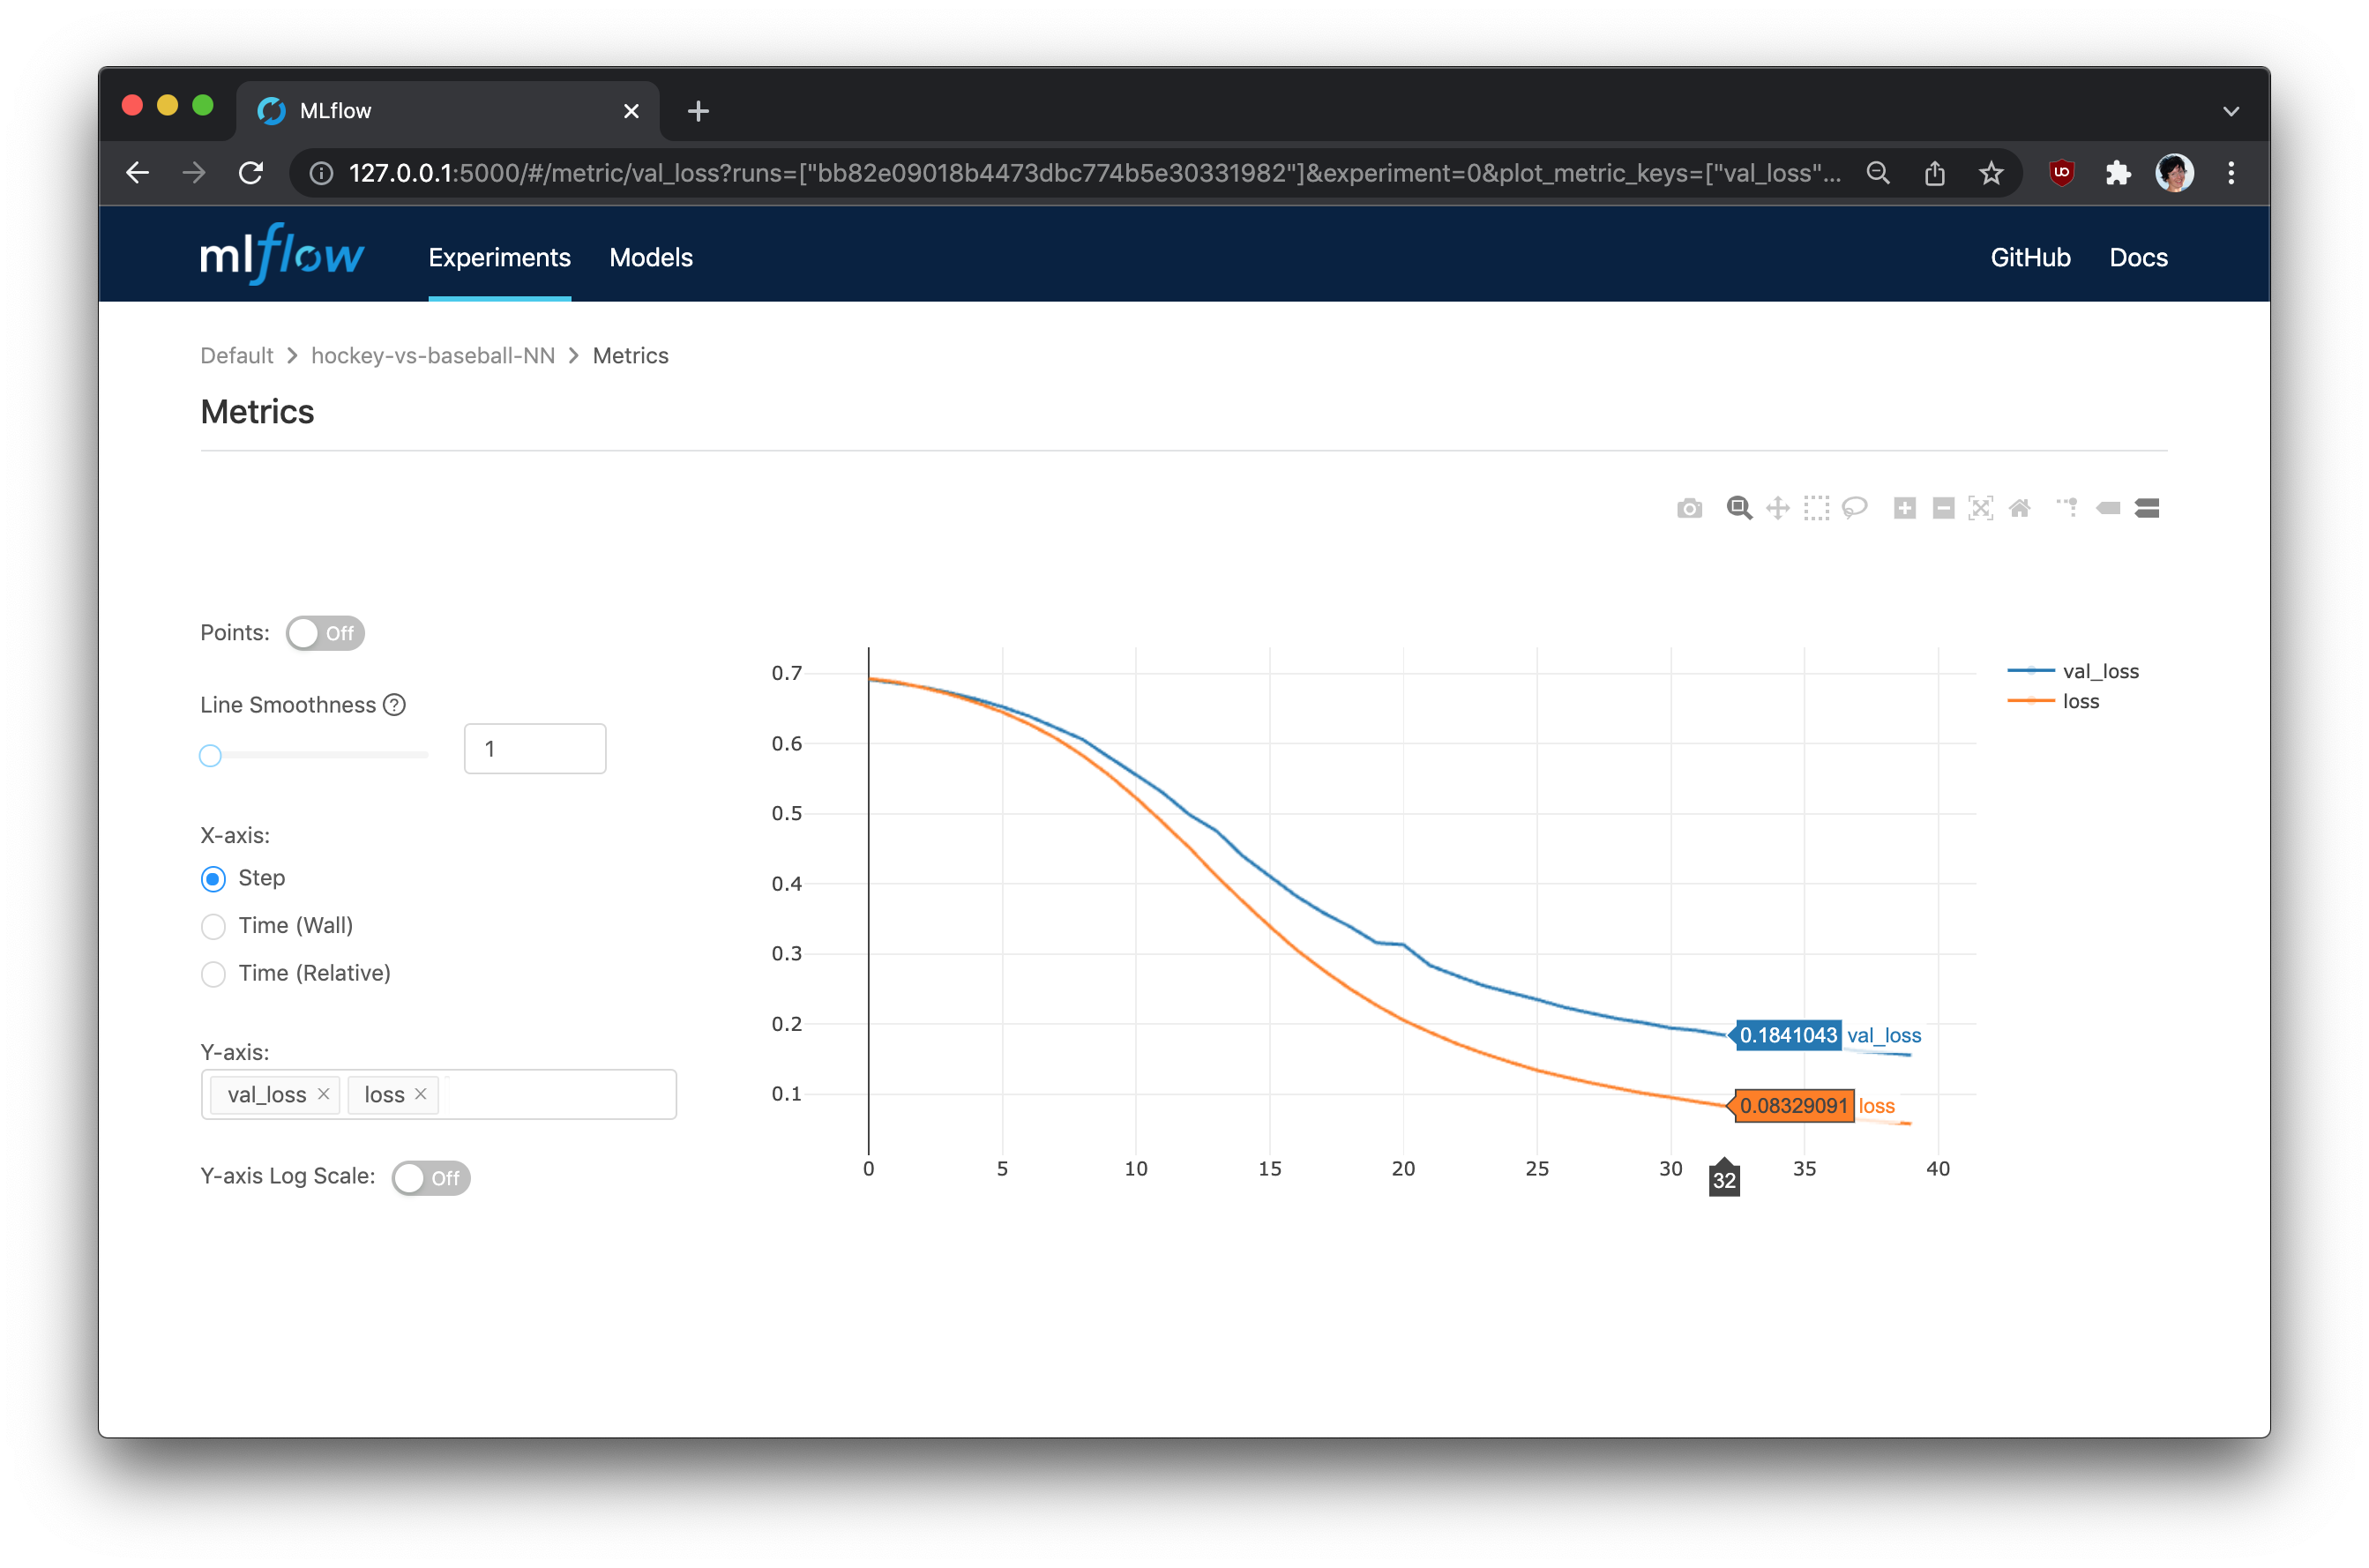 MLflow
127.0.0.1:5000/#/metric/val_loss?runs=["bb82e09018b4473dbc774b5e30331982"]&experiment=0&plot_metric_keys=["val_loss"...
mlflow Experiments Models GitHub Docs
Default > hockey-vs-baseball-NN > Metrics
Metrics
Points: Off
Line Smoothness ?
1
X-axis:
Step
Time (Wall)
Time (Relative)
Y-axis:
val_loss × loss ×
Y-axis Log Scale: Off
0.7
0.6
0.5
0.4
0.3
0.2
0.1
0 5 10 15 20 25 30 35 40
32
0.1841043 val_loss
0.08329091 loss
val_loss
loss